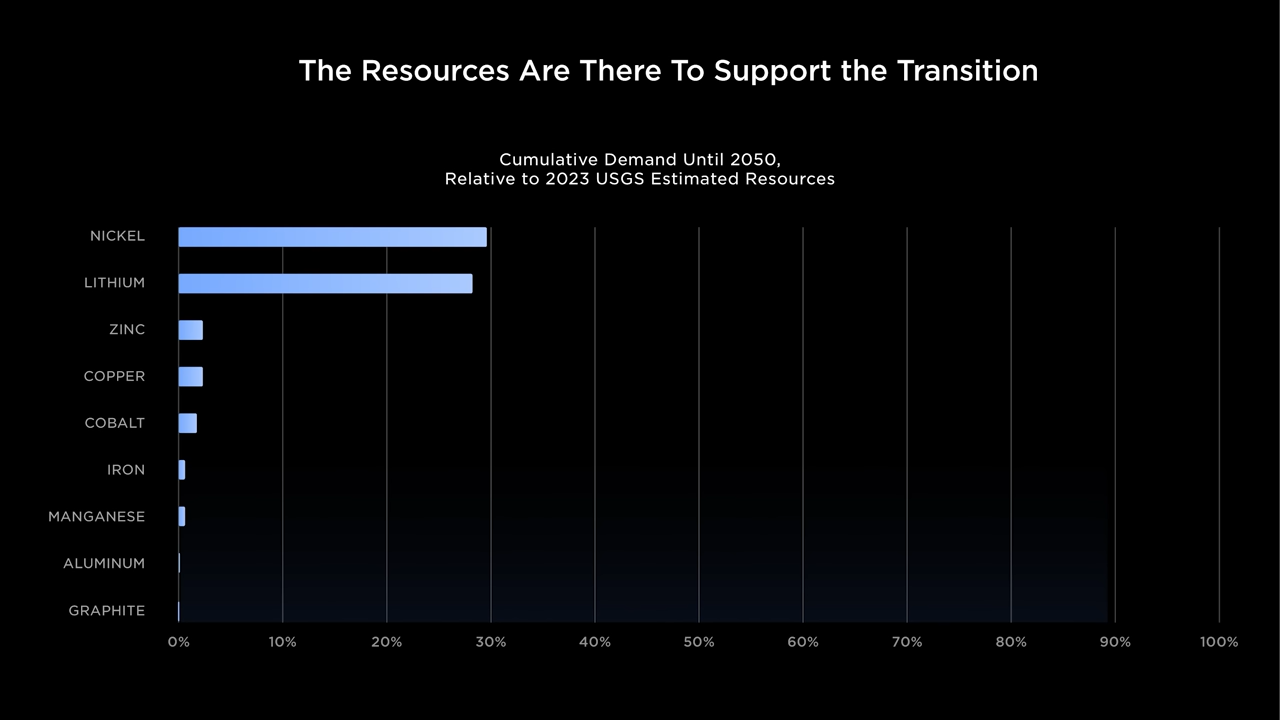 The Resources Are There To Support the Transition
Cumulative Demand Until 2050,
Relative to 2023 USGS Estimated Resources
NICKEL
LITHIUM
ZINC
COPPER
COBALT
IRON
MANGANESE
ALUMINUM
GRAPHITE
0% 10% 20% 30% 40% 50% 60% 70% 80% 90% 100%